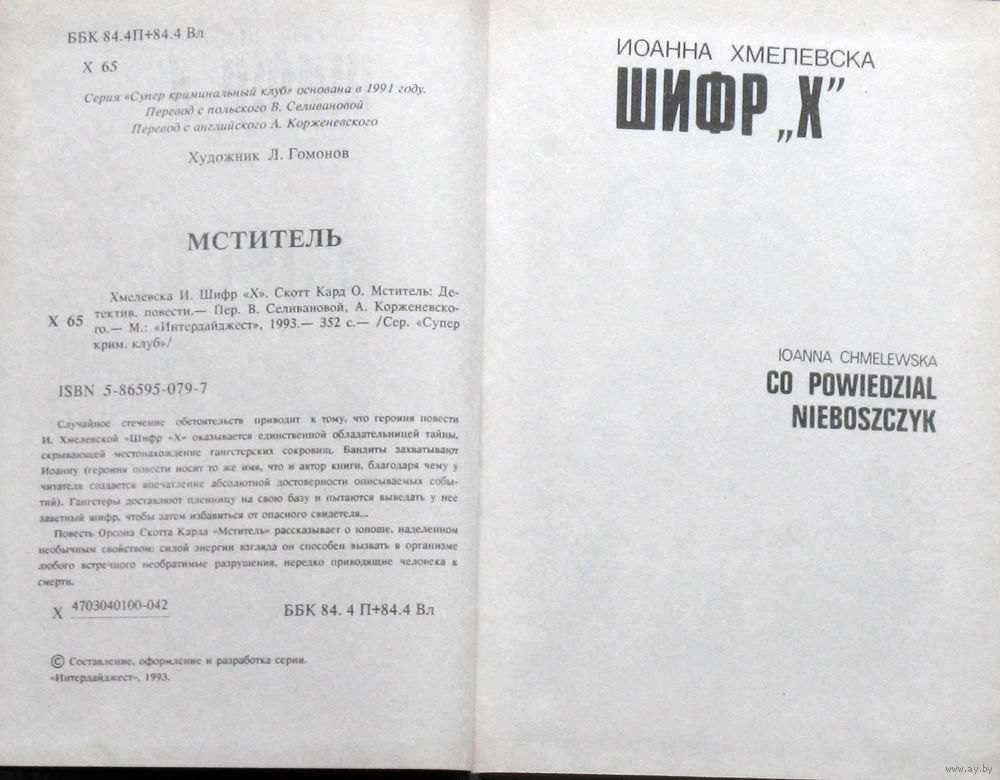 ББК 84.4П+84.4 Вл
Х 65
Серия «Супер криминальный клуб» основана в 1991 году.
Перевод с польского В. Селивановой
Перевод с английского А. Корженевского
Художник Л. Гомонов
МСТИТЕЛЬ
Хмелевска И. Шифр «Х». Скотт Кард О. Мститель: Де-
Х 65 тектив. повести.— Пер. В. Селивановой, А. Корженевско-
го.— М.: «Интердайджест», 1993.— 352 с.— /Сер. «Супер
крим. клуб»/
ISBN 5-86595-079-7
Случайное стечение обстоятельств приводит к тому, что героиня повести
И. Хмелевской «Шифр «Х» оказывается единственной обладательницей тайны,
скрывающей местонахождение гангстерских сокровищ. Бандиты захватывают
Иоанну (героиня повести носит то же имя, что и автор книги, благодаря чему у
читателя создается впечатление абсолютной достоверности описываемых собы-
тий). Гангстеры доставляют пленницу на свою базу и пытаются выведать у нее
заветный шифр, чтобы затем избавиться от опасного свидетеля...
Повесть Орсона Скотта Карда «Мститель» рассказывает о юноше, наделенном
необычным свойством: силой энергии взгляда он способен вызвать в организме
любого встречного необратимые разрушения, нередко приводящие человека к
смерти.
Х 4703040100-042
ББК 84. 4 П+84.4 Вл
© Составление, оформление и разработка серии.
«Интердайджест», 1993.
ИОАННА ХМЕЛЕВСКА
ШИФР „Х”
IOANNA CHMELEWSKA
CO POWIEDZIAL
NIEBOSZCZYK
www.ay.by